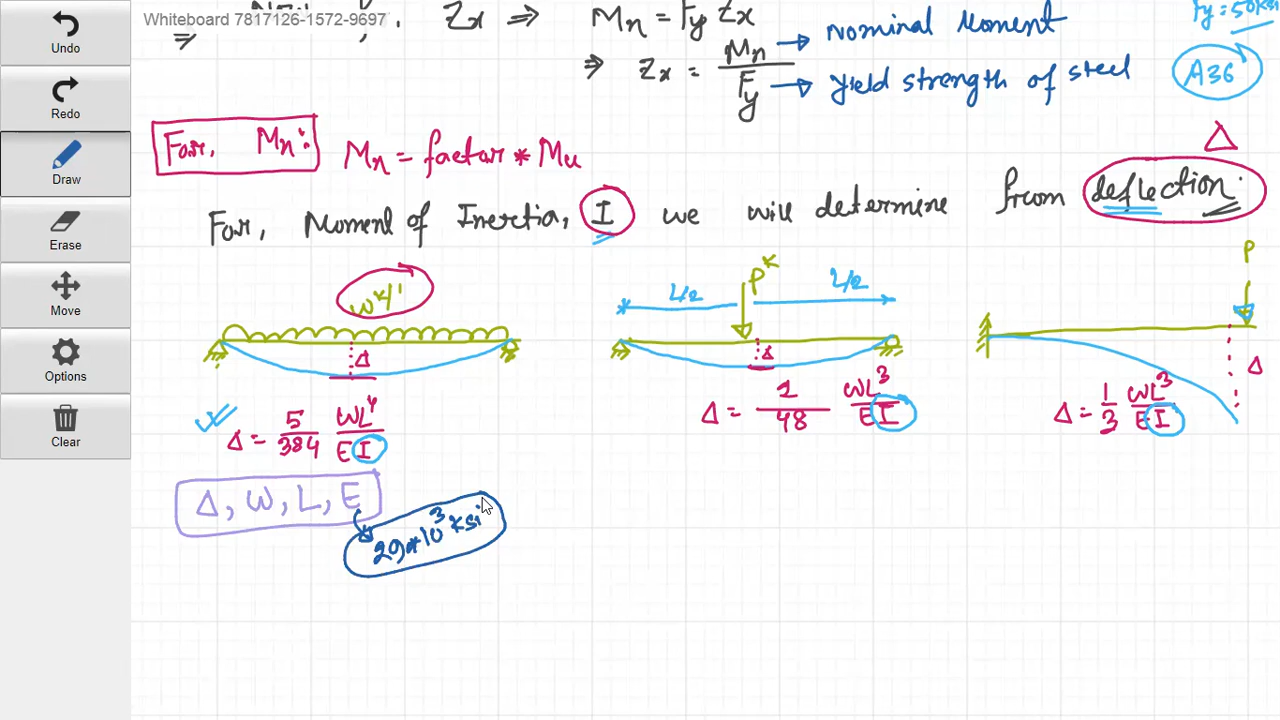 Undo
Redo
Draw
Erase
Move
Options
Clear
Whiteboard 7817126-1572-9697
Zx ⇒ Mn = Fy Zx
⇒ Zx = Mn / Fy
→ nominal Moment
→ yield strength of steel
Fy = 50 ksi
A36
For, Mn: Mn = factor * Mu
Δ
For, Moment of Inertia, I we will determine from deflection.
w k/'
P k
L/2 L/2
P
Δ
Δ
Δ
Δ = 5/384 WL⁴/EI
Δ = 1/48 WL³/EI
Δ = 1/3 WL³/EI
Δ, W, L, E
29*10³ ksi